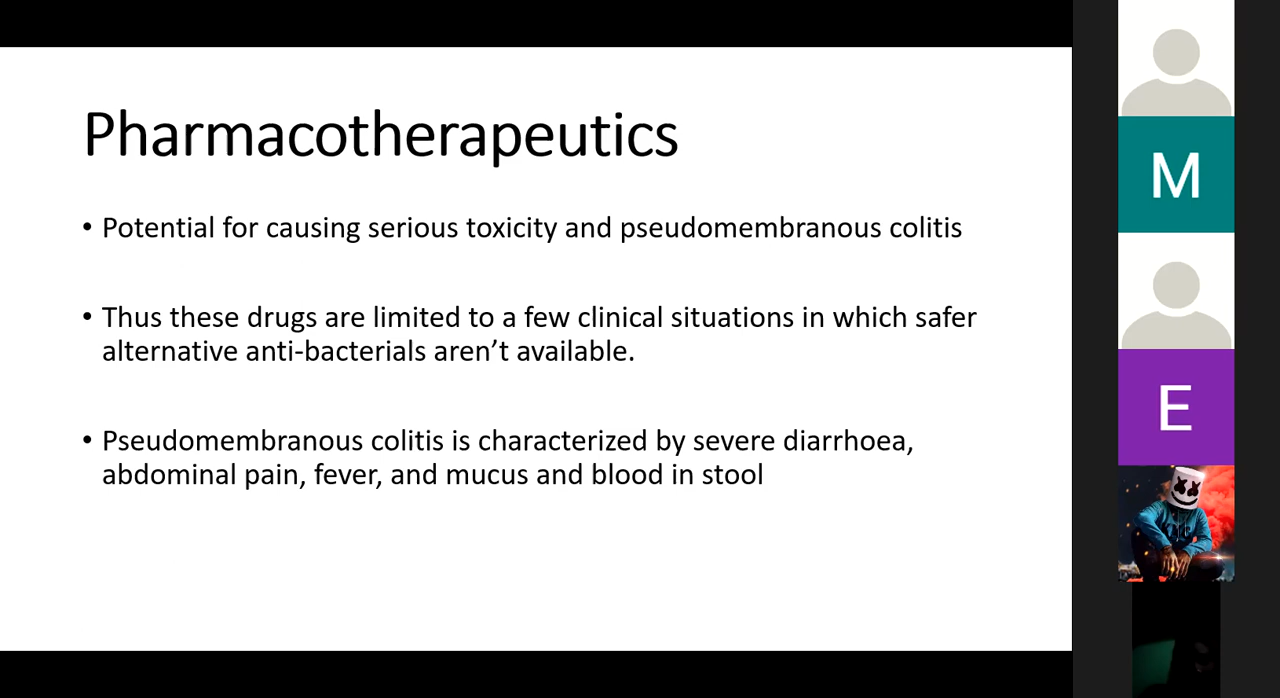 Pharmacotherapeutics
• Potential for causing serious toxicity and pseudomembranous colitis
• Thus these drugs are limited to a few clinical situations in which safer
alternative anti-bacterials aren’t available.
• Pseudomembranous colitis is characterized by severe diarrhoea,
abdominal pain, fever, and mucus and blood in stool
M
E